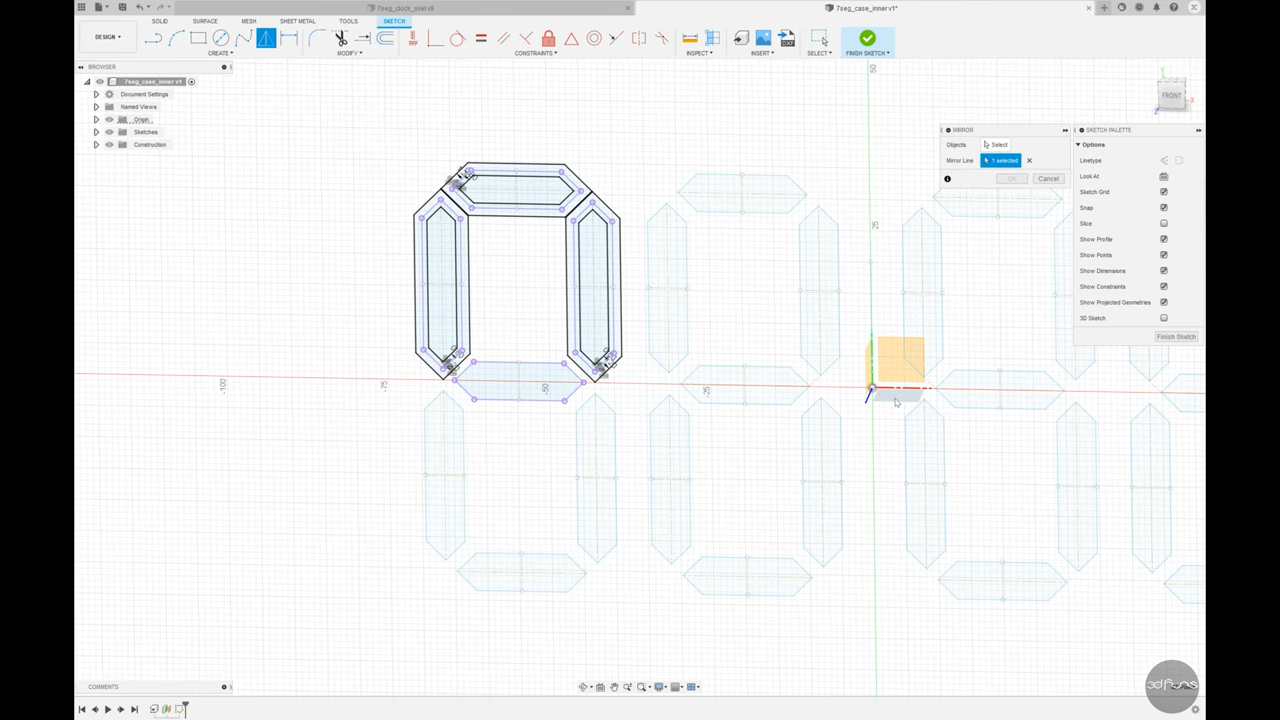 7seg_clock_skal v8
7seg_case_inner v1*
SOLID SURFACE MESH SHEET METAL TOOLS SKETCH
DESIGN
CREATE MODIFY CONSTRAINTS INSPECT INSERT SELECT FINISH SKETCH
BROWSER
7seg_case_inner v1
Document Settings
Named Views
Origin
Sketches
Construction
50
25
100
-75
-50
-25
FRONT
X
Z
MIRROR
Objects Select
Mirror Line 1 selected
OK Cancel
SKETCH PALETTE
Options
Linetype
Look At
Sketch Grid
Snap
Slice
Show Profile
Show Points
Show Dimensions
Show Constraints
Show Projected Geometries
3D Sketch
Finish Sketch
COMMENTS